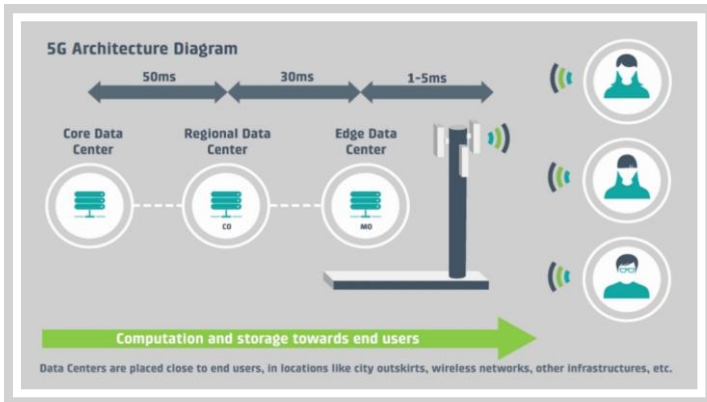 5G Architecture Diagram
50ms
30ms
1-5ms
Core Data
Center
Regional Data
Center
Edge Data
Center
CO
MO
Computation and storage towards end users
Data Centers are placed close to end users, in locations like city outskirts, wireless networks, other infrastructures, etc.